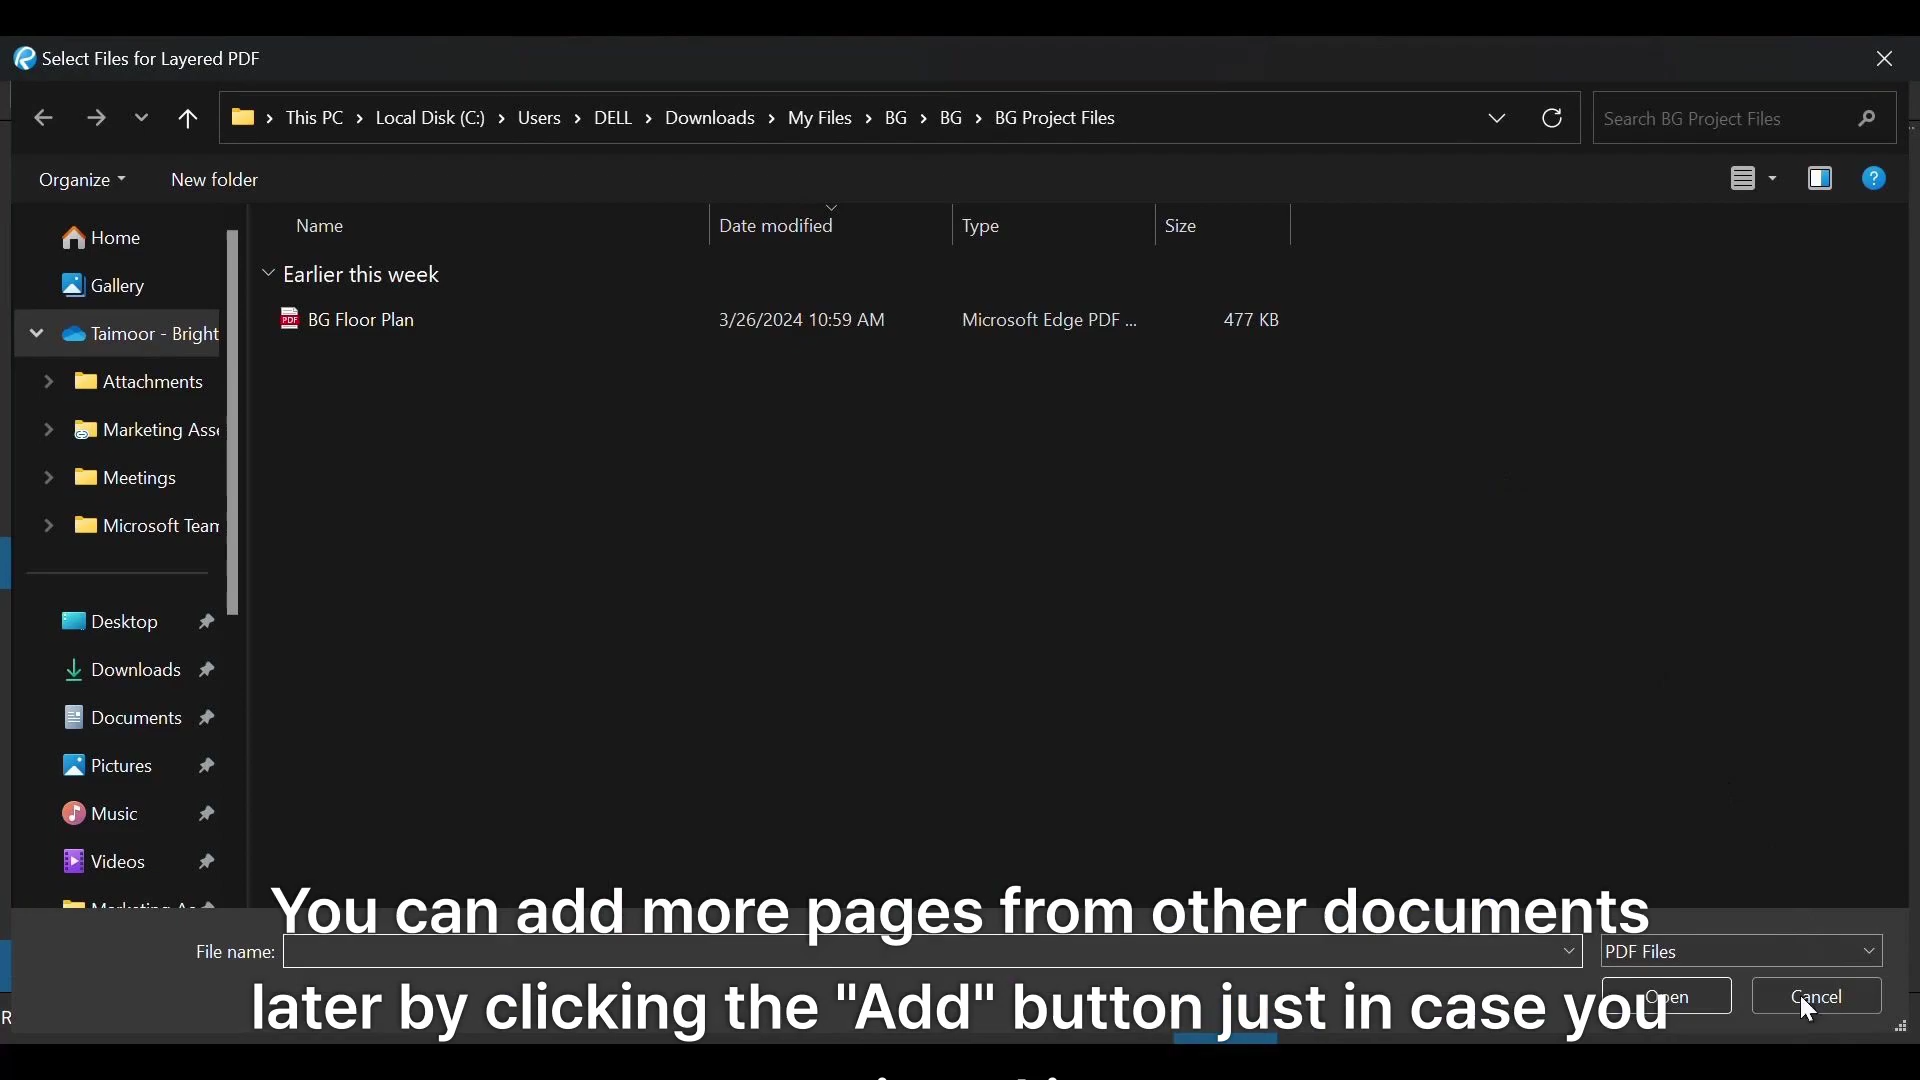 Select Files for Layered PDF
This PC > Local Disk (C:) > Users > DELL > Downloads > My Files > BG > BG > BG Project Files
Search BG Project Files
Organize
New folder
Name
Date modified
Type
Size
Home
Gallery
Taimoor - Bright
Attachments
Marketing Ass
Meetings
Microsoft Team
Desktop
Downloads
Documents
Pictures
Music
Videos
Earlier this week
BG Floor Plan
3/26/2024 10:59 AM
Microsoft Edge PDF ...
477 KB
You can add more pages from other documents
File name:
PDF Files
later by clicking the "Add" button just in case you
Open
Cancel